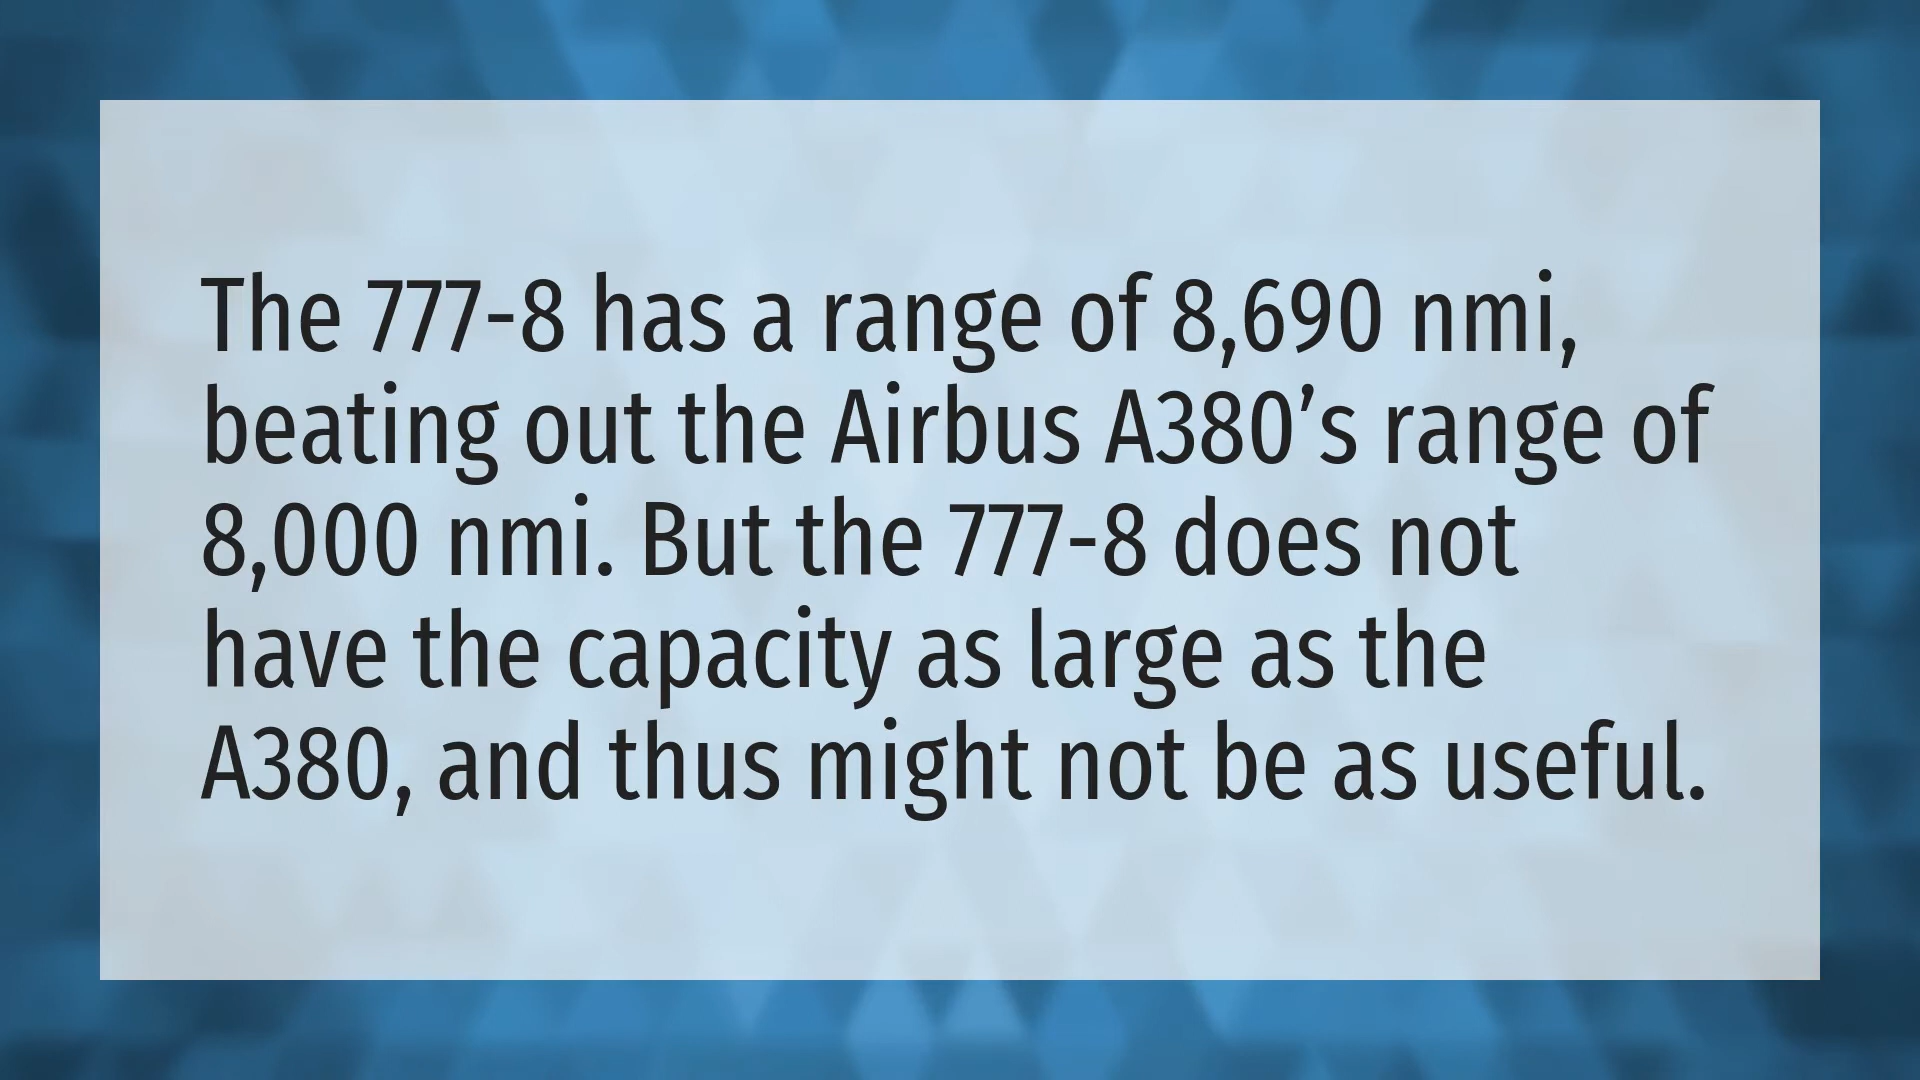 The 777-8 has a range of 8,690 nmi,
beating out the Airbus A380’s range of
8,000 nmi. But the 777-8 does not
have the capacity as large as the
A380, and thus might not be as useful.